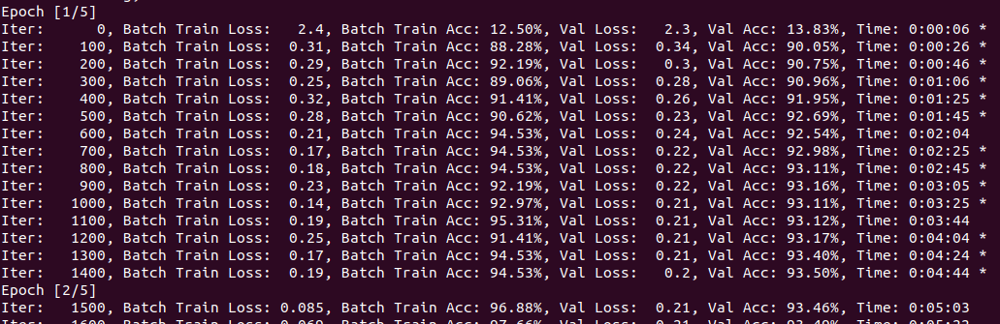 Epoch [1/5]
Iter:      0, Batch Train Loss:   2.4, Batch Train Acc: 12.50%, Val Loss:   2.3, Val Acc: 13.83%, Time: 0:00:06 *
Iter:    100, Batch Train Loss:  0.31, Batch Train Acc: 88.28%, Val Loss:  0.34, Val Acc: 90.05%, Time: 0:00:26 *
Iter:    200, Batch Train Loss:  0.29, Batch Train Acc: 92.19%, Val Loss:   0.3, Val Acc: 90.75%, Time: 0:00:46 *
Iter:    300, Batch Train Loss:  0.25, Batch Train Acc: 89.06%, Val Loss:  0.28, Val Acc: 90.96%, Time: 0:01:06 *
Iter:    400, Batch Train Loss:  0.32, Batch Train Acc: 91.41%, Val Loss:  0.26, Val Acc: 91.95%, Time: 0:01:25 *
Iter:    500, Batch Train Loss:  0.28, Batch Train Acc: 90.62%, Val Loss:  0.23, Val Acc: 92.69%, Time: 0:01:45 *
Iter:    600, Batch Train Loss:  0.21, Batch Train Acc: 94.53%, Val Loss:  0.24, Val Acc: 92.54%, Time: 0:02:04
Iter:    700, Batch Train Loss:  0.17, Batch Train Acc: 94.53%, Val Loss:  0.22, Val Acc: 92.98%, Time: 0:02:25 *
Iter:    800, Batch Train Loss:  0.18, Batch Train Acc: 94.53%, Val Loss:  0.22, Val Acc: 93.11%, Time: 0:02:45 *
Iter:    900, Batch Train Loss:  0.23, Batch Train Acc: 92.19%, Val Loss:  0.22, Val Acc: 93.16%, Time: 0:03:05 *
Iter:   1000, Batch Train Loss:  0.14, Batch Train Acc: 92.97%, Val Loss:  0.21, Val Acc: 93.11%, Time: 0:03:25 *
Iter:   1100, Batch Train Loss:  0.19, Batch Train Acc: 95.31%, Val Loss:  0.21, Val Acc: 93.12%, Time: 0:03:44
Iter:   1200, Batch Train Loss:  0.25, Batch Train Acc: 91.41%, Val Loss:  0.21, Val Acc: 93.17%, Time: 0:04:04 *
Iter:   1300, Batch Train Loss:  0.17, Batch Train Acc: 94.53%, Val Loss:  0.21, Val Acc: 93.40%, Time: 0:04:24 *
Iter:   1400, Batch Train Loss:  0.19, Batch Train Acc: 94.53%, Val Loss:   0.2, Val Acc: 93.50%, Time: 0:04:44 *
Epoch [2/5]
Iter:   1500, Batch Train Loss: 0.085, Batch Train Acc: 96.88%, Val Loss:  0.21, Val Acc: 93.46%, Time: 0:05:03
Iter:   1600, Batch Train Loss: 0.069, Batch Train Acc: 97.66%, Val Loss:  0.21, Val Acc: